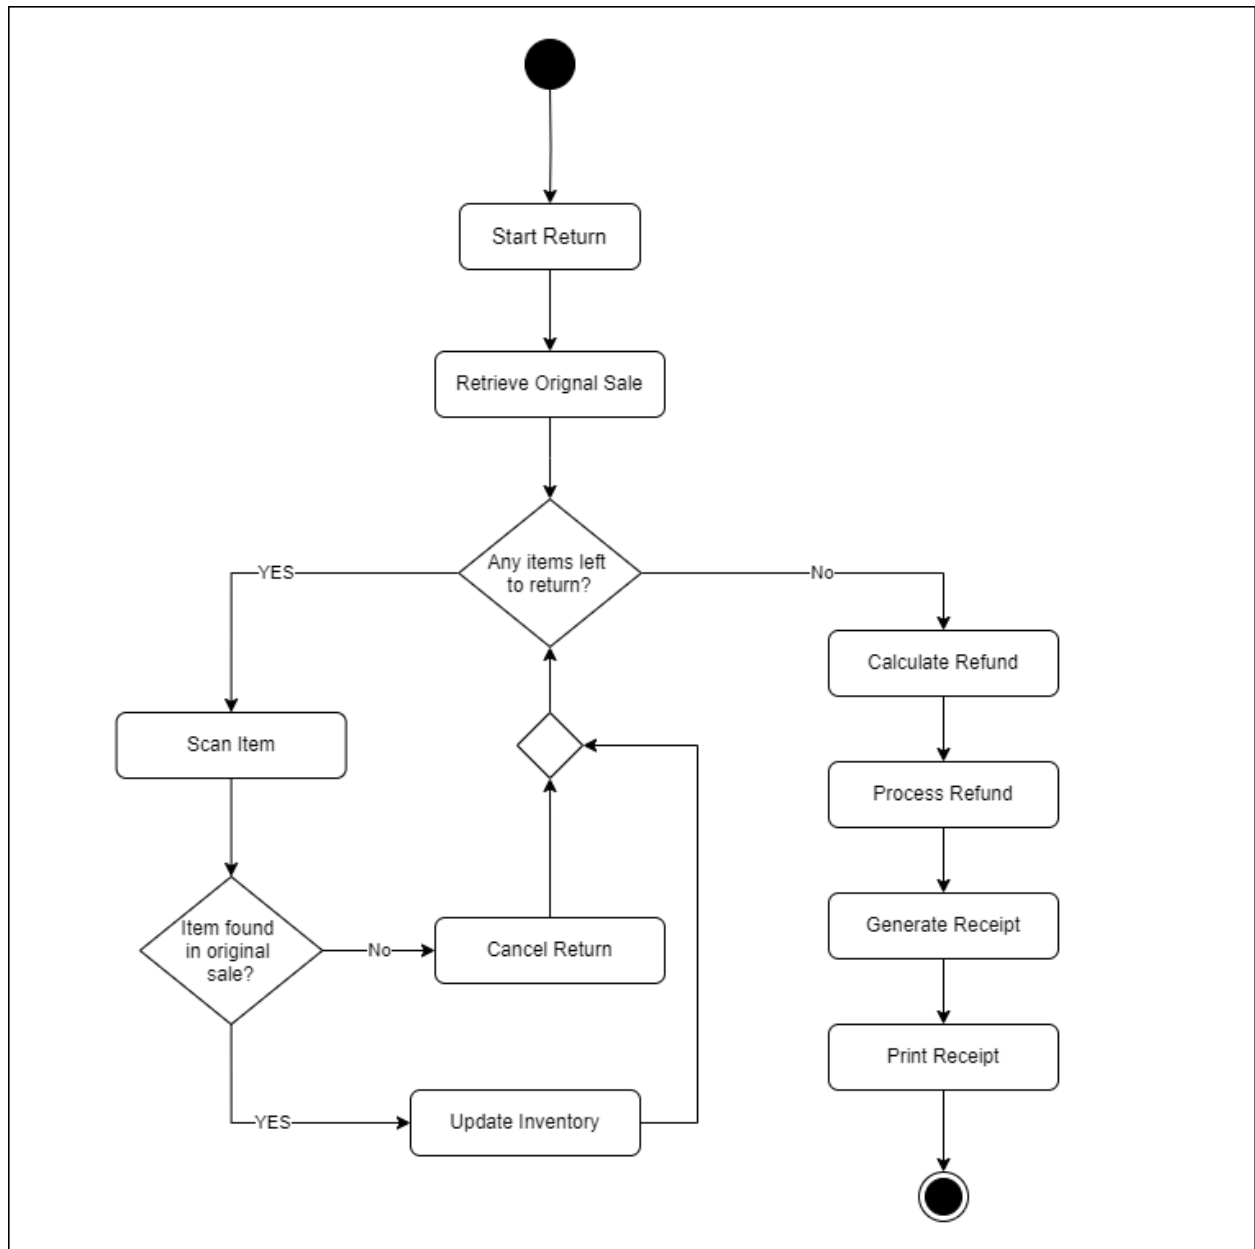 Start Return
Retrieve Orignal Sale
Any items left
to return?
YES
No
Calculate Refund
Scan Item
Process Refund
Item found
in original
sale?
No
Cancel Return
Generate Receipt
Print Receipt
YES
Update Inventory